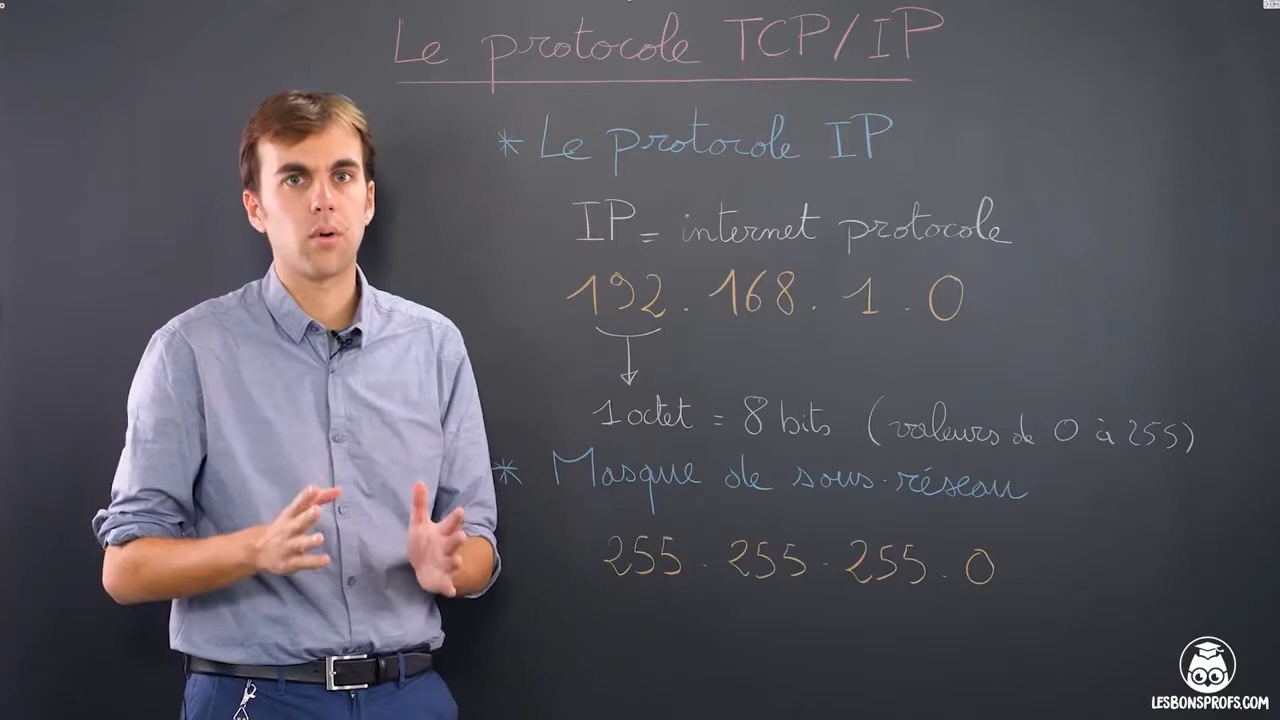 Le protocole TCP/IP
* Le protocole IP
IP = internet protocole
192.168.1.0
1 octet = 8 bits (valeurs de 0 à 255)
* Masque de sous-réseau
255.255.255.0
LESBONSPROFS.COM